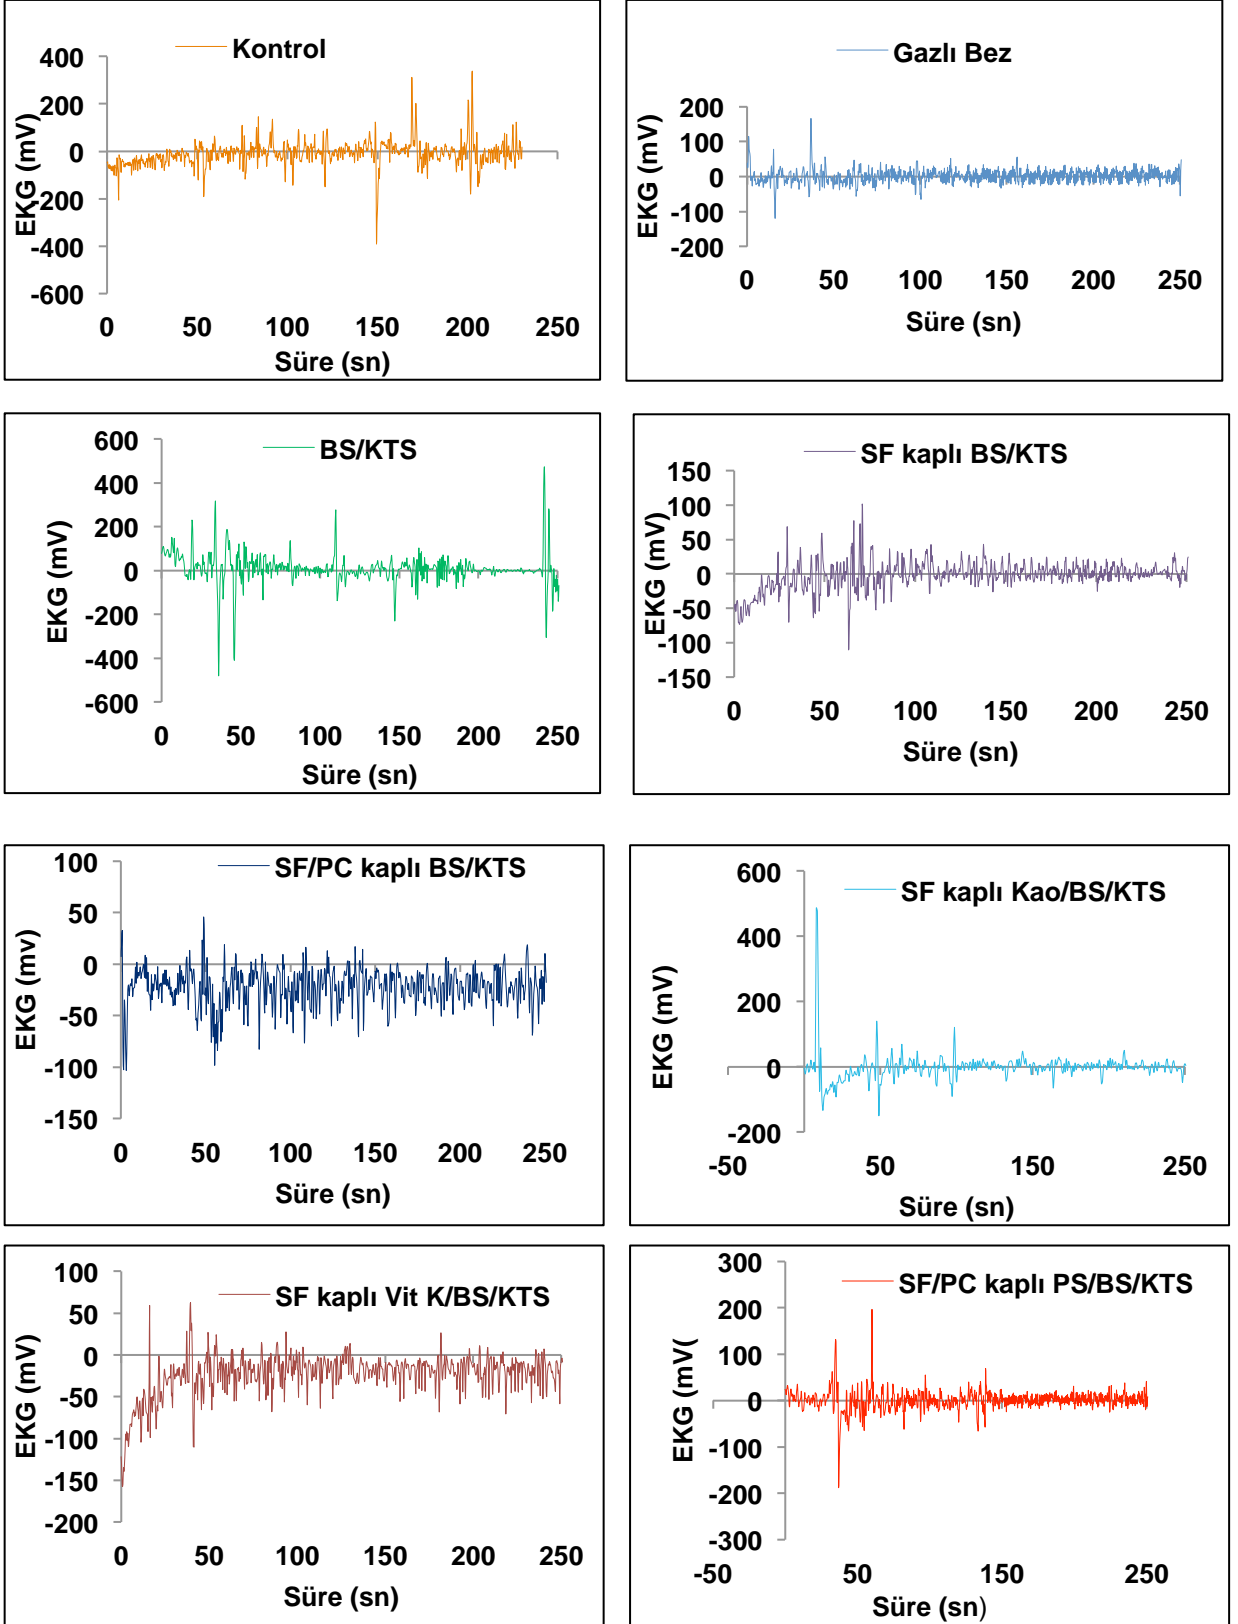 Kontrol
400
200
0
-200
-400
-600
EKG (mV)
0 50 100 150 200 250
Süre (sn)
Gazlı Bez
200
100
0
-100
-200
EKG (mV)
0 50 100 150 200 250
Süre (sn)
BS/KTS
600
400
200
0
-200
-400
-600
EKG (mV)
0 50 100 150 200 250
Süre (sn)
SF kaplı BS/KTS
150
100
50
0
-50
-100
-150
EKG (mV)
0 50 100 150 200 250
Süre (sn)
SF/PC kaplı BS/KTS
100
50
0
-50
-100
-150
EKG (mv)
0 50 100 150 200 250
Süre (sn)
SF kaplı Kao/BS/KTS
600
400
200
0
-200
EKG (mV)
-50 50 150 250
Süre (sn)
SF kaplı Vit K/BS/KTS
100
50
0
-50
-100
-150
-200
EKG (mV)
0 50 100 150 200 250
Süre (sn)
SF/PC kaplı PS/BS/KTS
300
200
100
0
-100
-200
-300
EKG (mV(
-50 50 150 250
Süre (sn)